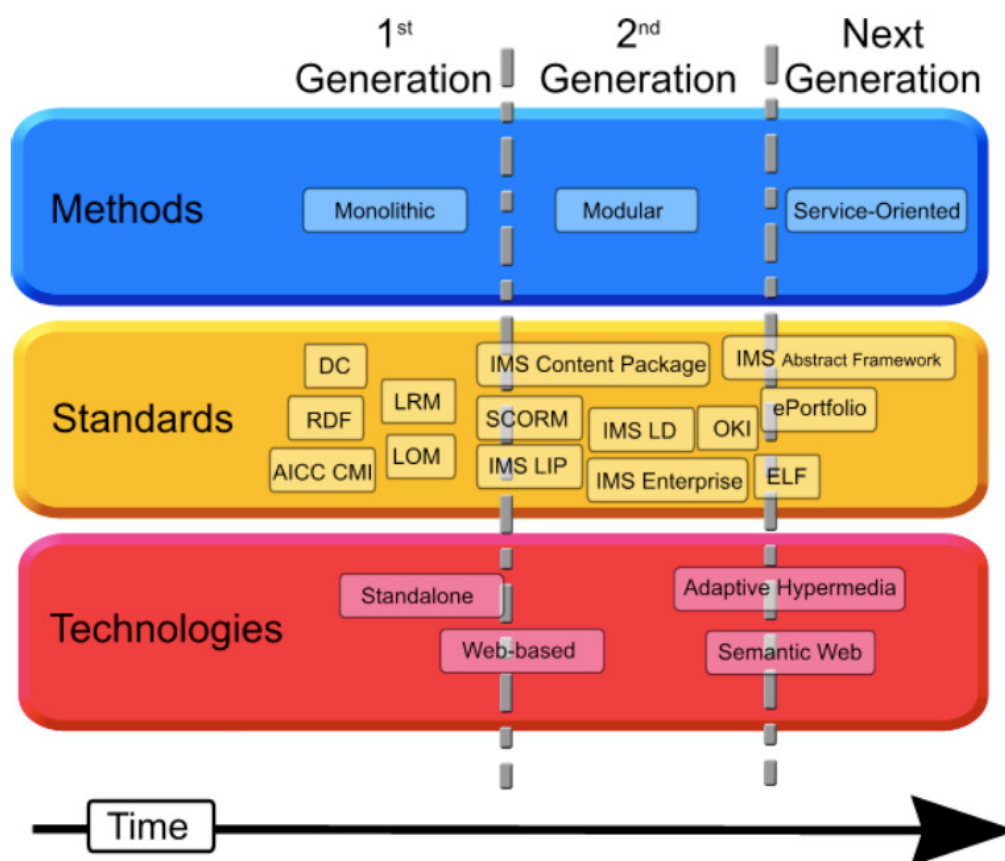 1st
Generation
2nd
Generation
Next
Generation
Methods
Monolithic
Modular
Service-Oriented
Standards
DC
IMS Content Package
IMS Abstract Framework
LRM
ePortfolio
RDF
SCORM
IMS LD
OKI
AICC CMI
LOM
IMS LIP
IMS Enterprise
ELF
Technologies
Standalone
Adaptive Hypermedia
Web-based
Semantic Web
Time